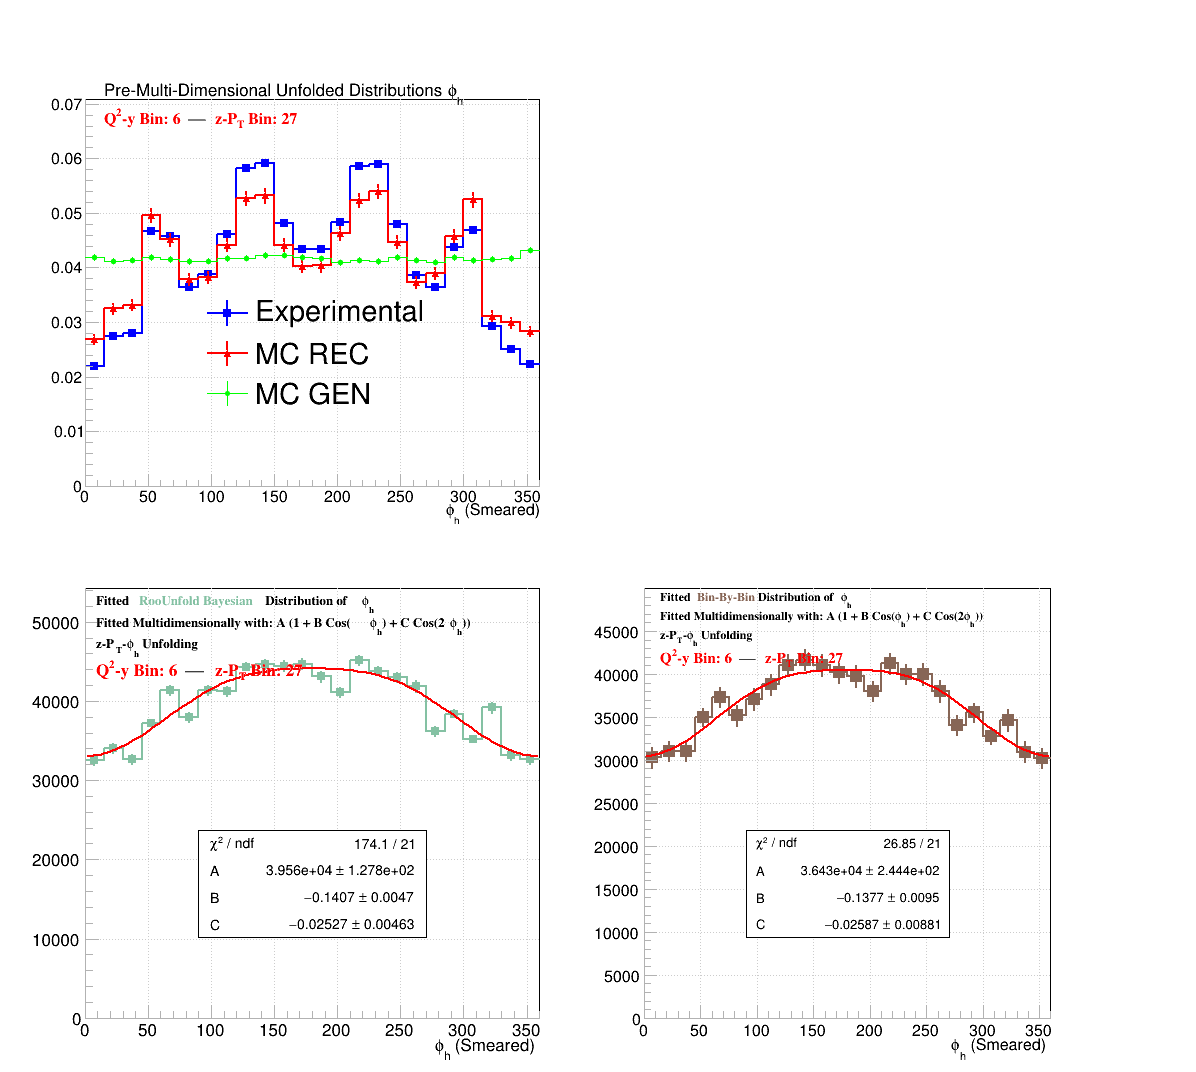 Pre-Multi-Dimensional Unfolded Distributions ϕh
Q2-y Bin: 6 — z-PT Bin: 27
0.07
0.06
0.05
0.04
0.03
0.02
0.01
0
Experimental
MC REC
MC GEN
0 50 100 150 200 250 300 350
ϕh (Smeared)
Fitted RooUnfold Bayesian Distribution of ϕh
Fitted Multidimensionally with: A (1 + B Cos( ϕh) + C Cos(2 ϕh))
z-PT-ϕh Unfolding
Q2-y Bin: 6 — z-PT Bin: 27
50000
40000
30000
20000
10000
0
χ2 / ndf 174.1 / 21
A 3.956e+04 ± 1.278e+02
B −0.1407 ± 0.0047
C −0.02527 ± 0.00463
0 50 100 150 200 250 300 350
ϕh (Smeared)
Fitted Bin-By-Bin Distribution of ϕh
Fitted Multidimensionally with: A (1 + B Cos(ϕh) + C Cos(2ϕh))
z-PT-ϕh Unfolding
Q2-y Bin: 6 — z-PT Bin: 27
45000
40000
35000
30000
25000
20000
15000
10000
5000
0
χ2 / ndf 26.85 / 21
A 3.643e+04 ± 2.444e+02
B −0.1377 ± 0.0095
C −0.02587 ± 0.00881
0 50 100 150 200 250 300 350
ϕh (Smeared)